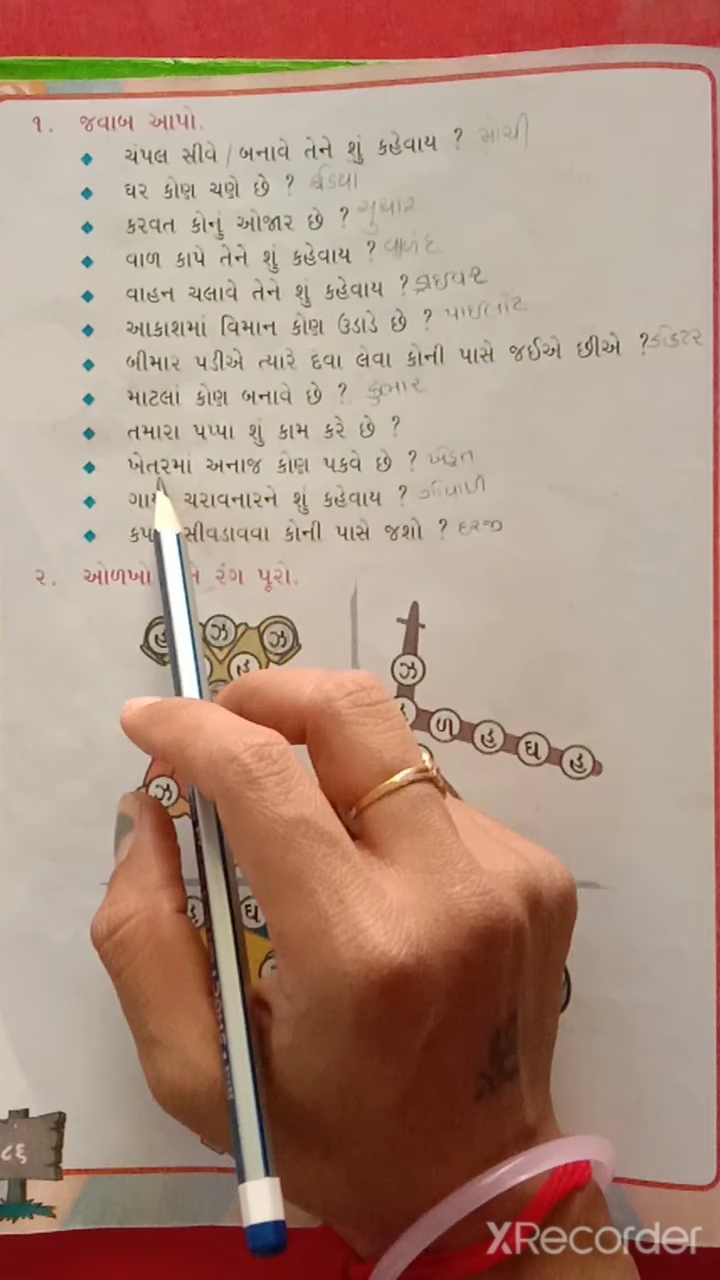 ૧. જવાબ આપો.
ચંપલ સીવે / બનાવે તેને શું કહેવાય ? મોચી
ઘર કોણ ચણે છે ? કડિયા
કરવત કોનું ઓજાર છે ? સુથાર
વાળ કાપે તેને શું કહેવાય ? વાળંદ
વાહન ચલાવે તેને શું કહેવાય ? ડ્રાઇવર
આકાશમાં વિમાન કોણ ઉડાડે છે ? પાઇલોટ
બીમાર પડીએ ત્યારે દવા લેવા કોની પાસે જઈએ છીએ ? ડોક્ટર
માટલાં કોણ બનાવે છે ? કુંભાર
તમારા પપ્પા શું કામ કરે છે ?
ખેતરમાં અનાજ કોણ પકવે છે ? ખેડૂત
ચરાવનારને શું કહેવાય ? ગોવાળ
સીવડાવવા કોની પાસે જશો ? દરજી
૨. ઓળખો રંગ પૂરો.
હ ઝ ઝ
હ ઝ
ળ હ ઘ હ
ઝ
ઘ
૮૬
XRecorder